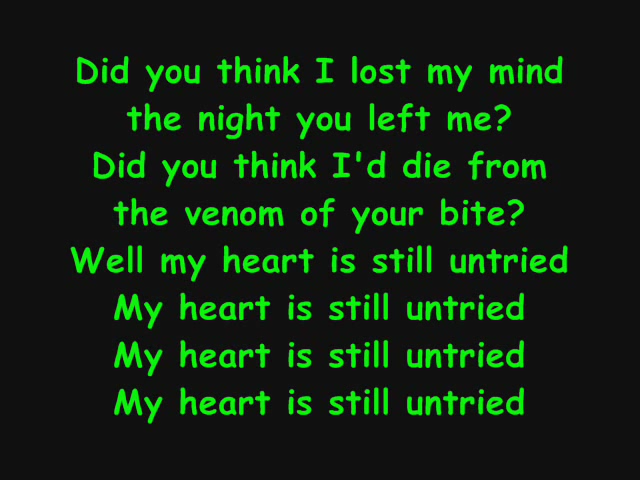 Did you think I lost my mind
the night you left me?
Did you think I'd die from
the venom of your bite?
Well my heart is still untried
My heart is still untried
My heart is still untried
My heart is still untried